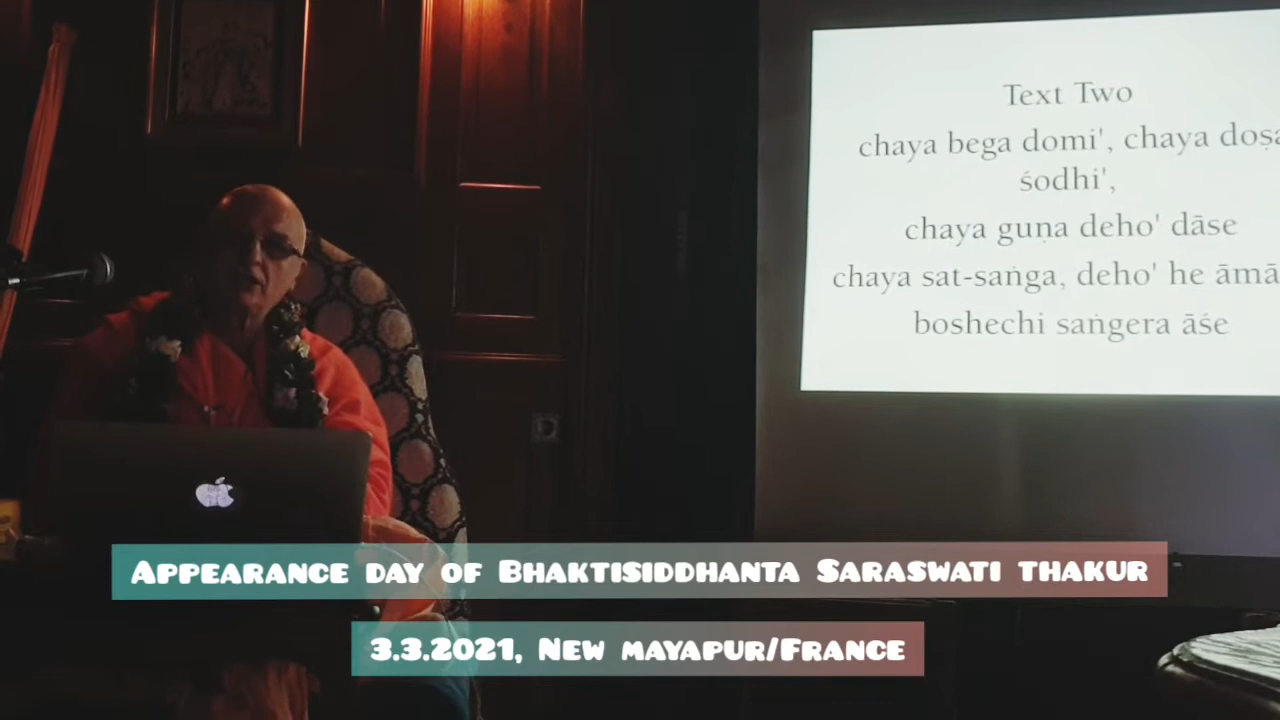 Text Two
chaya bega domi', chaya doṣa
śodhi',
chaya guṇa deho' dāse
chaya sat-saṅga, deho' he āmā
boshechi saṅgera āśe
Appearance day of Bhaktisiddhanta Saraswati thakur
3.3.2021, New mayapur/France